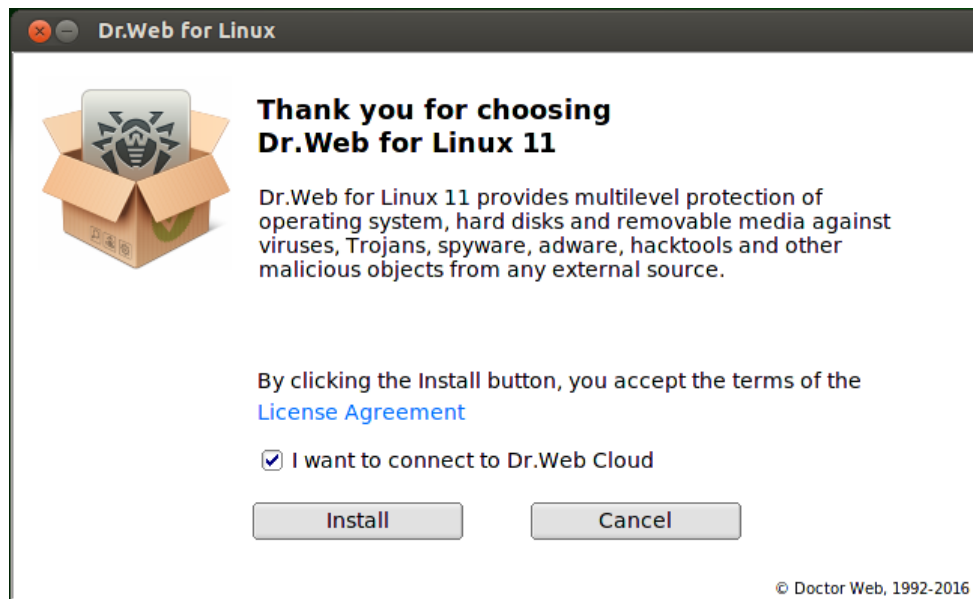 Dr.Web for Linux
Thank you for choosing
Dr.Web for Linux 11
Dr.Web for Linux 11 provides multilevel protection of
operating system, hard disks and removable media against
viruses, Trojans, spyware, adware, hacktools and other
malicious objects from any external source.
By clicking the Install button, you accept the terms of the
License Agreement
I want to connect to Dr.Web Cloud
Install
Cancel
© Doctor Web, 1992-2016